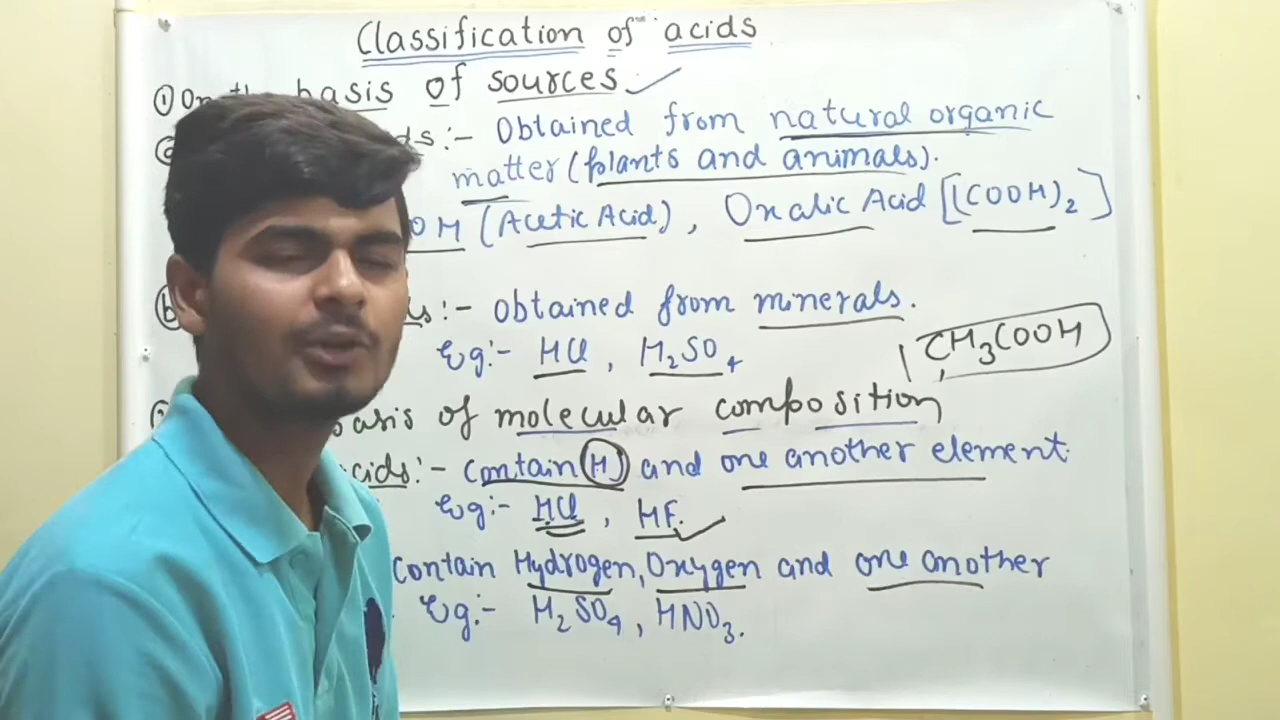 Classification of acids
① On the basis of sources
ds :- Obtained from natural organic
matter (plants and animals).
OH (Acetic Acid), Oxalic Acid [(COOH)2]
ⓑ s :- Obtained from minerals.
Eg:- HCl, H2SO4
CH3COOH
basis of molecular composition
acids :- Contain H and one another element
Eg:- HCl, HF.
Contain Hydrogen, Oxygen and one another
Eg:- H2SO4, HNO3.